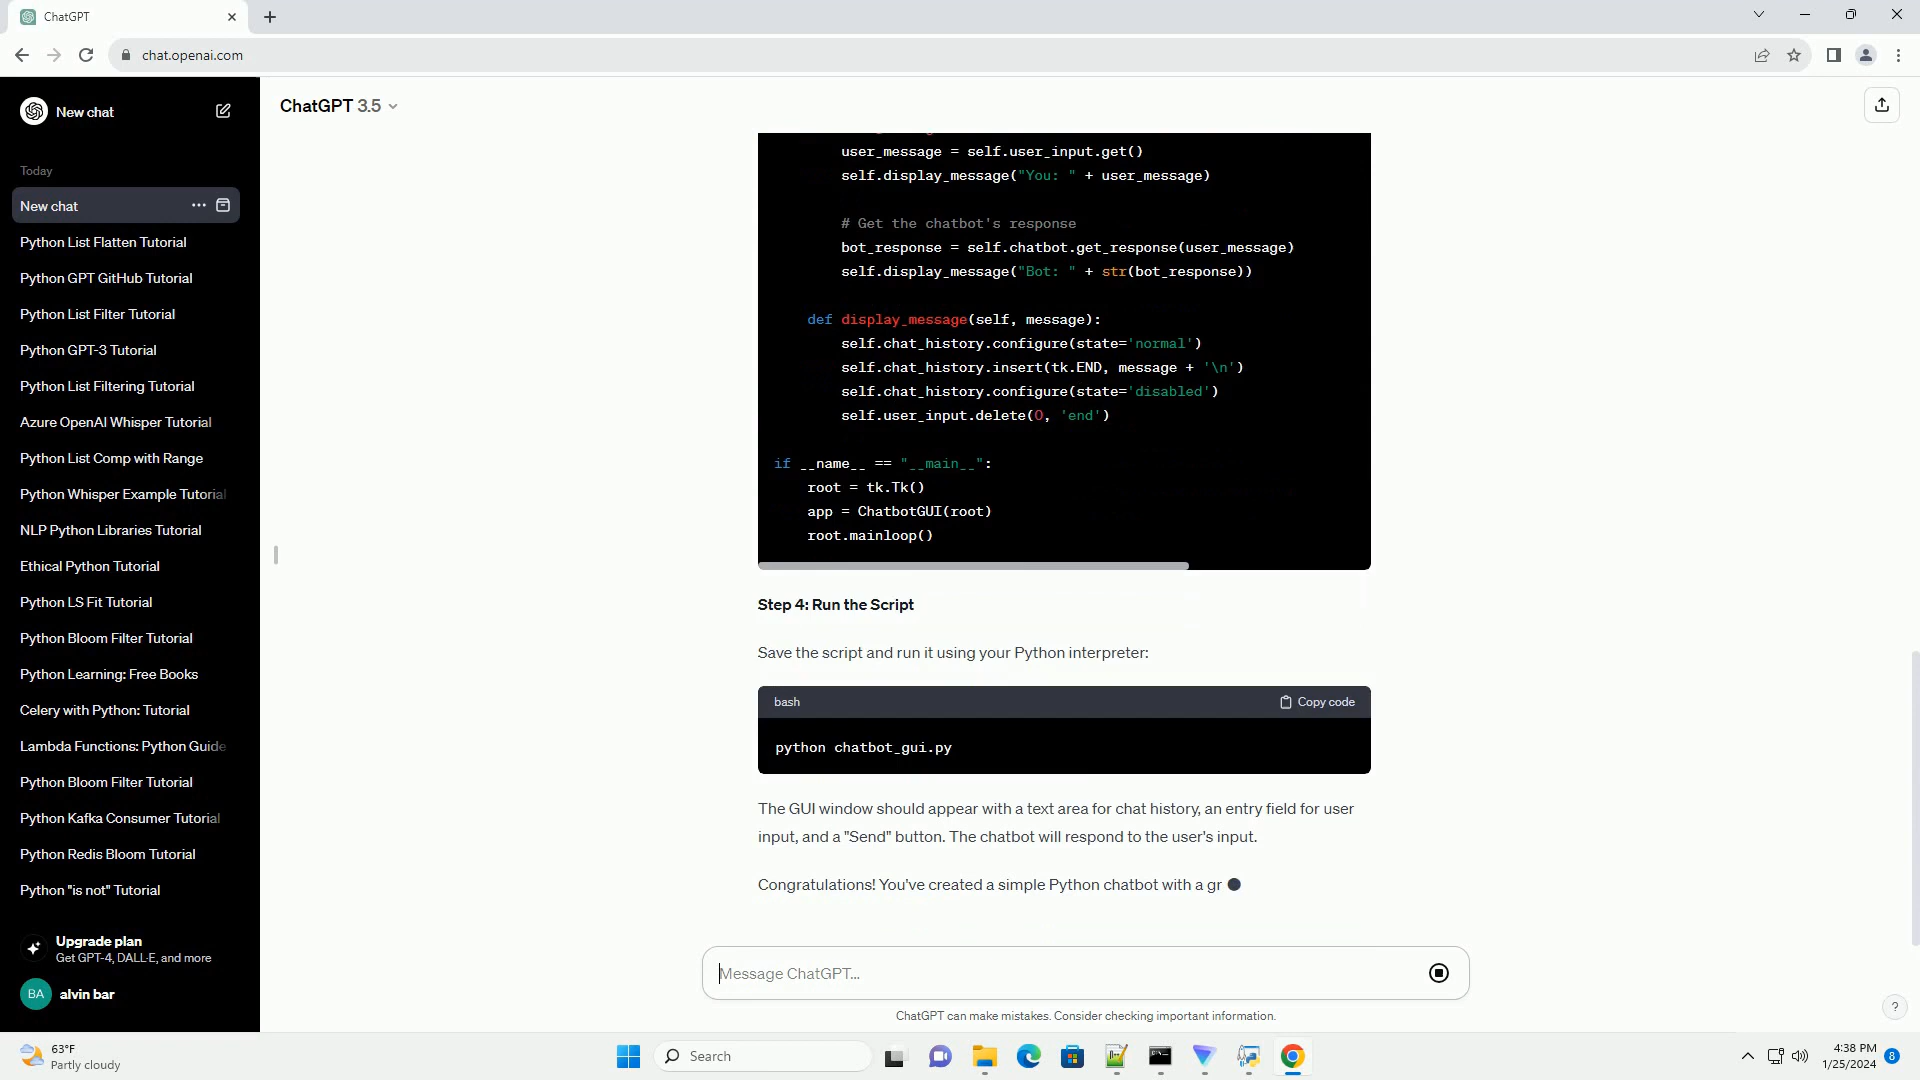 ChatGPT
chat.openai.com
New chat
ChatGPT 3.5
Today
New chat
Python List Flatten Tutorial
Python GPT GitHub Tutorial
Python List Filter Tutorial
Python GPT-3 Tutorial
Python List Filtering Tutorial
Azure OpenAI Whisper Tutorial
Python List Comp with Range
Python Whisper Example Tutorial
NLP Python Libraries Tutorial
Ethical Python Tutorial
Python LS Fit Tutorial
Python Bloom Filter Tutorial
Python Learning: Free Books
Celery with Python: Tutorial
Lambda Functions: Python Guide
Python Bloom Filter Tutorial
Python Kafka Consumer Tutorial
Python Redis Bloom Tutorial
Python "is not" Tutorial
Upgrade plan
Get GPT-4, DALL·E, and more
BA
alvin bar
user_message = self.user_input.get()
self.display_message("You: " + user_message)
# Get the chatbot's response
bot_response = self.chatbot.get_response(user_message)
self.display_message("Bot: " + str(bot_response))
def display_message(self, message):
self.chat_history.configure(state='normal')
self.chat_history.insert(tk.END, message + '\n')
self.chat_history.configure(state='disabled')
self.user_input.delete(0, 'end')
if __name__ == "__main__":
root = tk.Tk()
app = ChatbotGUI(root)
root.mainloop()
Step 4: Run the Script
Save the script and run it using your Python interpreter:
bash
Copy code
python chatbot_gui.py
The GUI window should appear with a text area for chat history, an entry field for user
input, and a "Send" button. The chatbot will respond to the user's input.
Congratulations! You've created a simple Python chatbot with a gr
Message ChatGPT...
ChatGPT can make mistakes. Consider checking important information.
?
63°F
Partly cloudy
Search
4:38 PM
1/25/2024
8